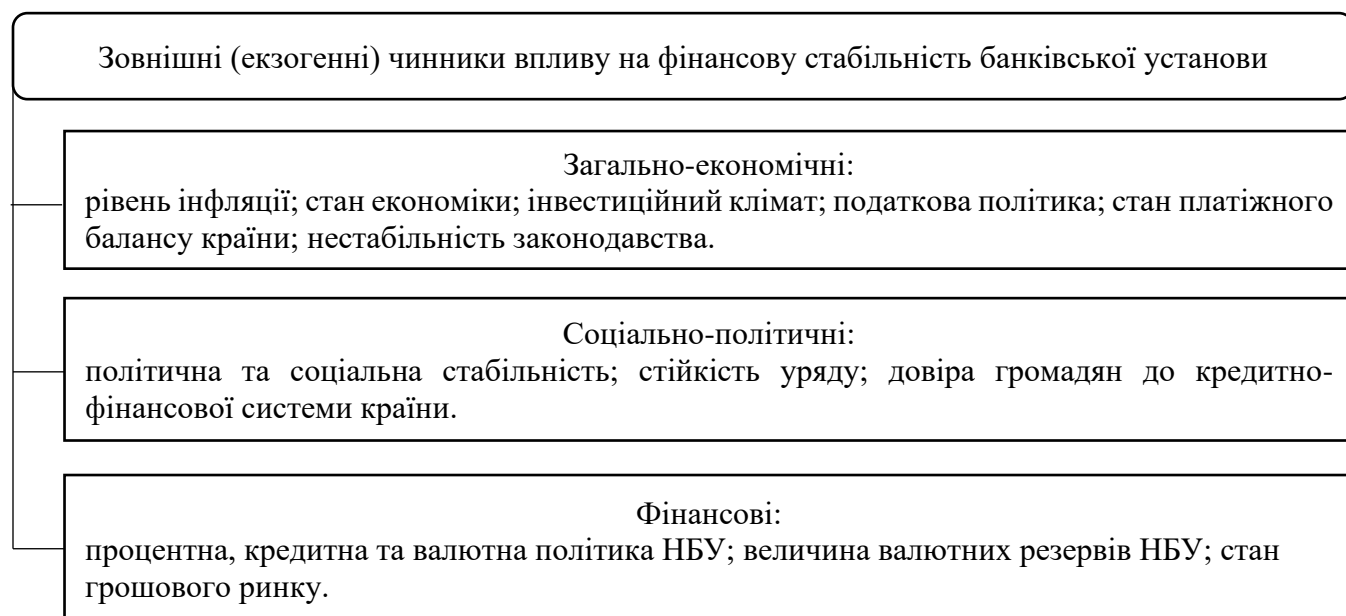 Зовнішні (екзогенні) чинники впливу на фінансову стабільність банківської установи
Загально-економічні:
рівень інфляції; стан економіки; інвестиційний клімат; податкова політика; стан платіжного
балансу країни; нестабільність законодавства.
Соціально-політичні:
політична та соціальна стабільність; стійкість уряду; довіра громадян до кредитно-
фінансової системи країни.
Фінансові:
процентна, кредитна та валютна політика НБУ; величина валютних резервів НБУ; стан
грошового ринку.